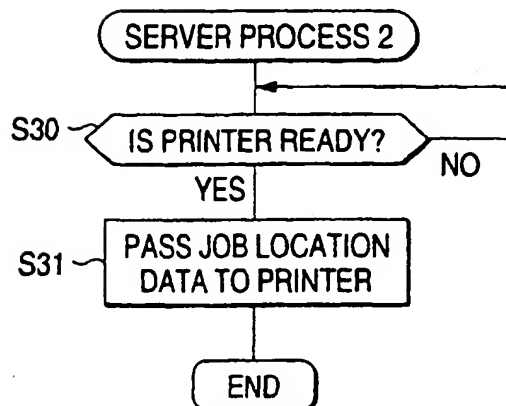 SERVER PROCESS 2
S30
IS PRINTER READY?
NO
YES
S31
PASS JOB LOCATION
DATA TO PRINTER
END